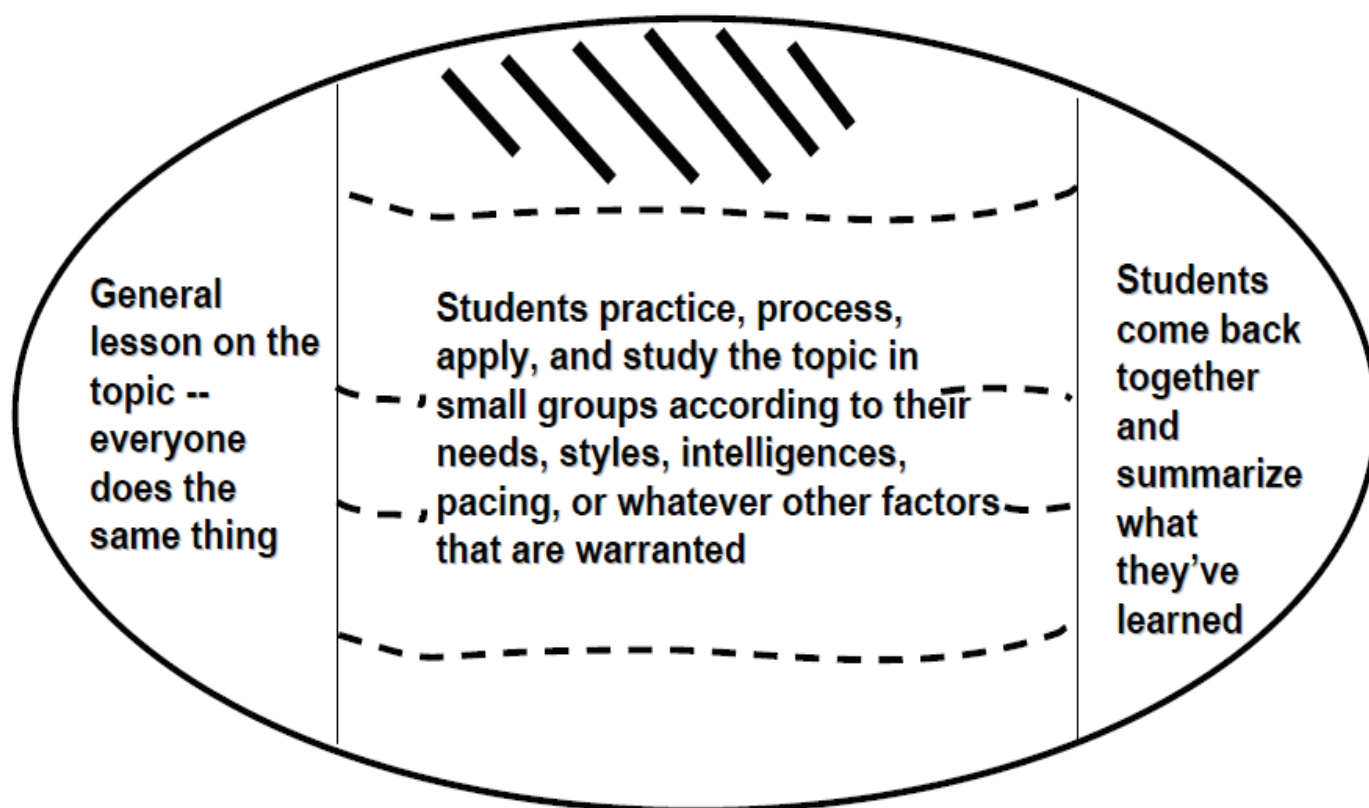 General
lesson on the
topic --
everyone
does the
same thing
Students practice, process,
apply, and study the topic in
small groups according to their
needs, styles, intelligences,
pacing, or whatever other factors
that are warranted
Students
come back
together
and
summarize
what
they’ve
learned